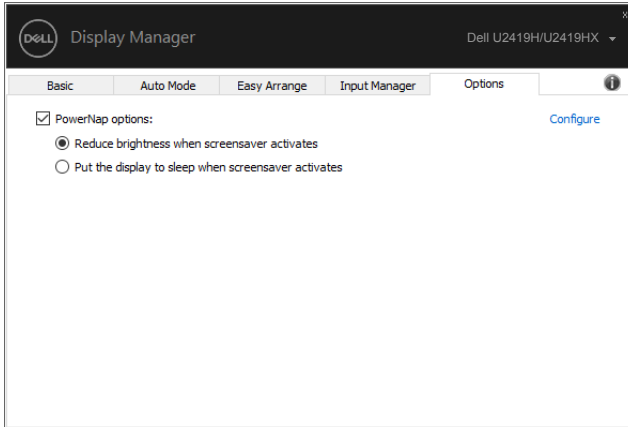 x
DELL Display Manager Dell U2419H/U2419HX
Basic Auto Mode Easy Arrange Input Manager Options i
PowerNap options: Configure
Reduce brightness when screensaver activates
Put the display to sleep when screensaver activates